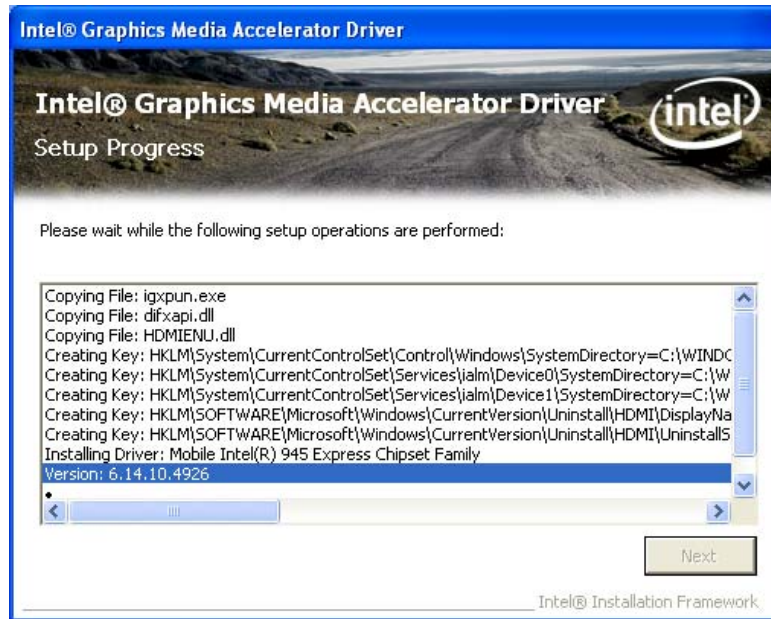 Intel® Graphics Media Accelerator Driver
Intel® Graphics Media Accelerator Driver
intel
Setup Progress
Please wait while the following setup operations are performed:
Copying File: igxpun.exe
Copying File: difxapi.dll
Copying File: HDMIENU.dll
Creating Key: HKLM\System\CurrentControlSet\Control\Windows\SystemDirectory=C:\WINDO
Creating Key: HKLM\System\CurrentControlSet\Services\ialm\Device0\SystemDirectory=C:\W
Creating Key: HKLM\System\CurrentControlSet\Services\ialm\Device1\SystemDirectory=C:\W
Creating Key: HKLM\SOFTWARE\Microsoft\Windows\CurrentVersion\Uninstall\HDMI\DisplayNa
Creating Key: HKLM\SOFTWARE\Microsoft\Windows\CurrentVersion\Uninstall\HDMI\UninstallS
Installing Driver: Mobile Intel(R) 945 Express Chipset Family
Version: 6.14.10.4926
Next
Intel® Installation Framework